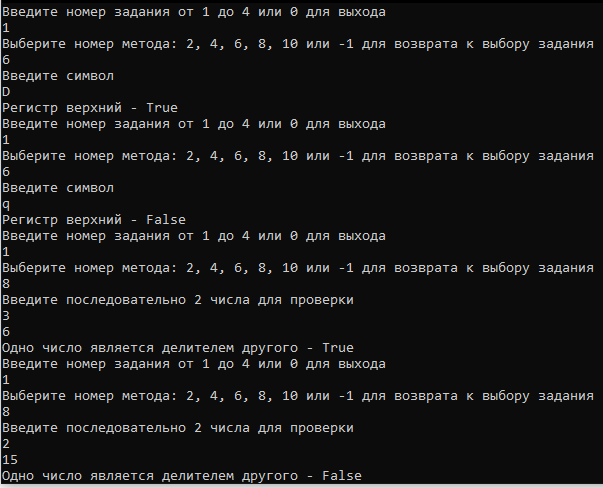 Введите номер задания от 1 до 4 или 0 для выхода
1
Выберите номер метода: 2, 4, 6, 8, 10 или -1 для возврата к выбору задания
6
Введите символ
D
Регистр верхний - True
Введите номер задания от 1 до 4 или 0 для выхода
1
Выберите номер метода: 2, 4, 6, 8, 10 или -1 для возврата к выбору задания
6
Введите символ
q
Регистр верхний - False
Введите номер задания от 1 до 4 или 0 для выхода
1
Выберите номер метода: 2, 4, 6, 8, 10 или -1 для возврата к выбору задания
8
Введите последовательно 2 числа для проверки
3
6
Одно число является делителем другого - True
Введите номер задания от 1 до 4 или 0 для выхода
1
Выберите номер метода: 2, 4, 6, 8, 10 или -1 для возврата к выбору задания
8
Введите последовательно 2 числа для проверки
2
15
Одно число является делителем другого - False